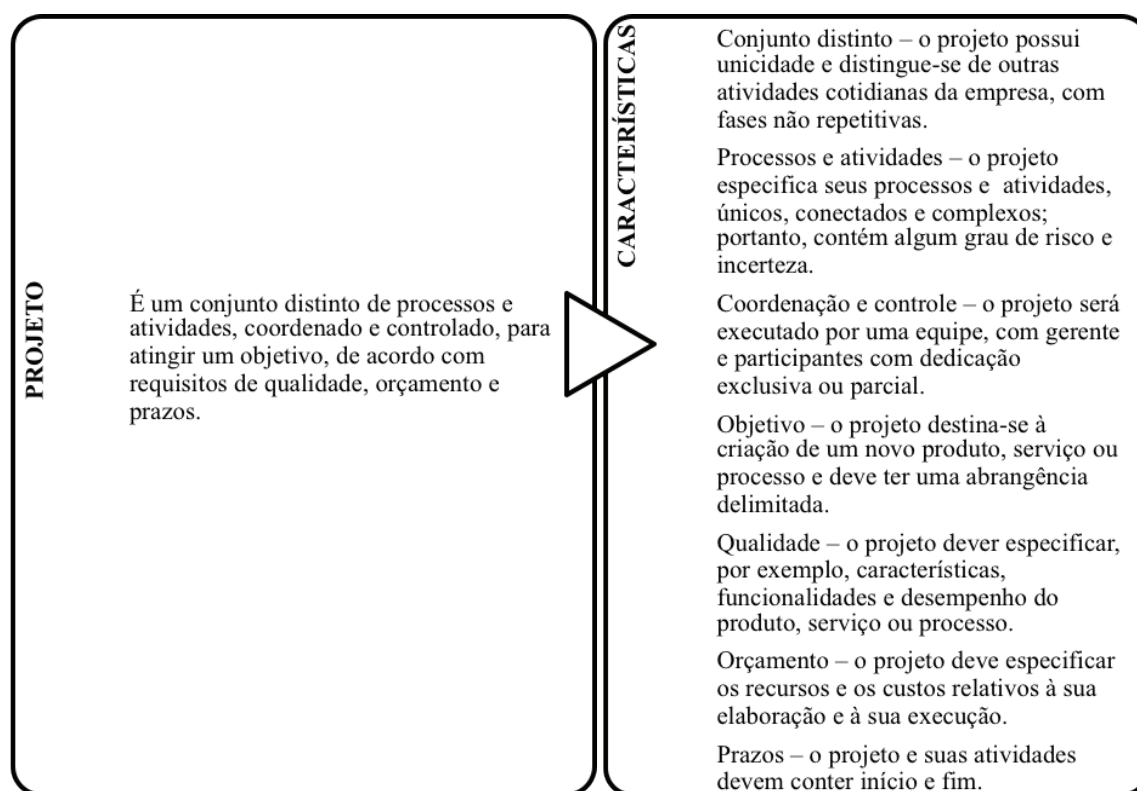 PROJETO
É um conjunto distinto de processos e
atividades, coordenado e controlado, para
atingir um objetivo, de acordo com
requisitos de qualidade, orçamento e
prazos.
CARACTERÍSTICAS
Conjunto distinto – o projeto possui
unicidade e distingue-se de outras
atividades cotidianas da empresa, com
fases não repetitivas.
Processos e atividades – o projeto
especifica seus processos e atividades,
únicos, conectados e complexos;
portanto, contém algum grau de risco e
incerteza.
Coordenação e controle – o projeto será
executado por uma equipe, com gerente
e participantes com dedicação
exclusiva ou parcial.
Objetivo – o projeto destina-se à
criação de um novo produto, serviço ou
processo e deve ter uma abrangência
delimitada.
Qualidade – o projeto dever especificar,
por exemplo, características,
funcionalidades e desempenho do
produto, serviço ou processo.
Orçamento – o projeto deve especificar
os recursos e os custos relativos à sua
elaboração e à sua execução.
Prazos – o projeto e suas atividades
devem conter início e fim.